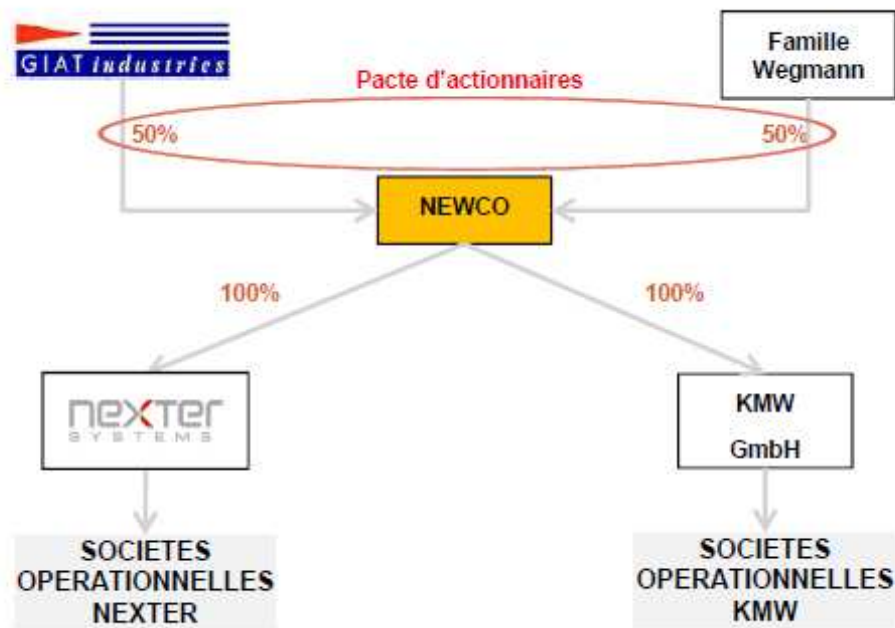 GIAT industries
Famille
Wegmann
Pacte d'actionnaires
50%
50%
NEWCO
100%
100%
nexter
SYSTEMS
KMW
GmbH
SOCIETES
OPERATIONNELLES
NEXTER
SOCIETES
OPERATIONNELLES
KMW